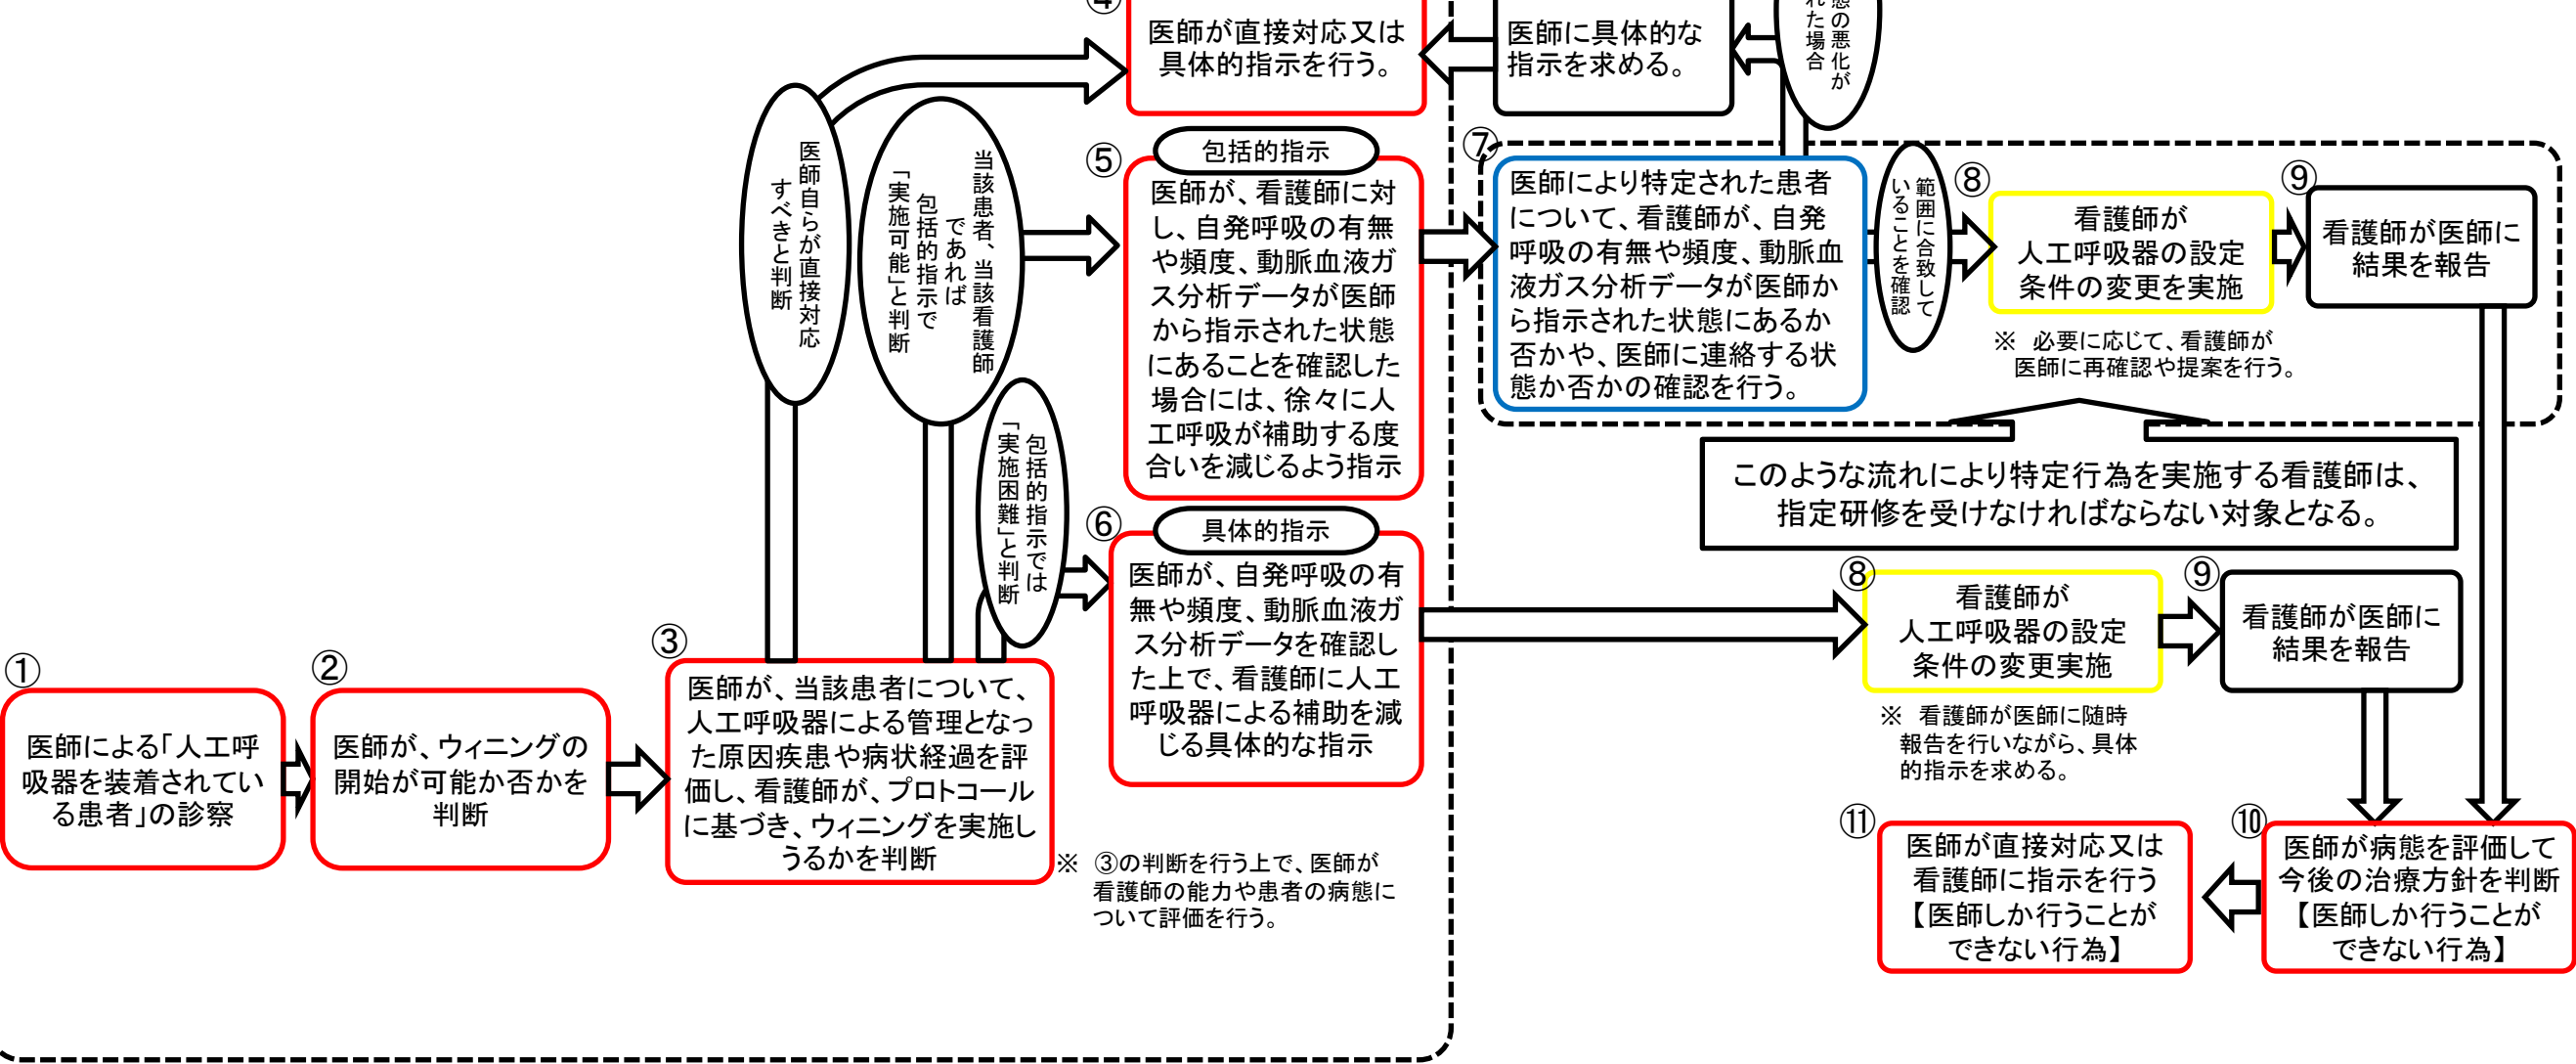 ④
医師が直接対応又は
具体的指示を行う。
医師に具体的な
指示を求める。
態の悪化が
れた場合
医師自らが直接対応
すべきと判断
当該患者、当該看護師
であれば
包括的指示で
「実施可能」と判断
包括的指示では
「実施困難」と判断
⑤
包括的指示
医師が、看護師に対
し、自発呼吸の有無
や頻度、動脈血液ガ
ス分析データが医師
から指示された状態
にあることを確認した
場合には、徐々に人
工呼吸が補助する度
合いを減じるよう指示
⑦
医師により特定された患者
について、看護師が、自発
呼吸の有無や頻度、動脈血
液ガス分析データが医師か
ら指示された状態にあるか
否かや、医師に連絡する状
態か否かの確認を行う。
範囲に合致して
いることを確認
⑧
看護師が
人工呼吸器の設定
条件の変更を実施
※ 必要に応じて、看護師が
医師に再確認や提案を行う。
⑨
看護師が医師に
結果を報告
このような流れにより特定行為を実施する看護師は、
指定研修を受けなければならない対象となる。
⑥
具体的指示
医師が、自発呼吸の有
無や頻度、動脈血液ガ
ス分析データを確認し
た上で、看護師に人工
呼吸器による補助を減
じる具体的な指示
⑧
看護師が
人工呼吸器の設定
条件の変更実施
※ 看護師が医師に随時
報告を行いながら、具体
的指示を求める。
⑨
看護師が医師に
結果を報告
①
医師による「人工呼
吸器を装着されてい
る患者」の診察
②
医師が、ウィニングの
開始が可能か否かを
判断
③
医師が、当該患者について、
人工呼吸器による管理となっ
た原因疾患や病状経過を評
価し、看護師が、プロトコール
に基づき、ウィニングを実施し
うるかを判断
※ ③の判断を行う上で、医師が
看護師の能力や患者の病態に
ついて評価を行う。
⑪
医師が直接対応又は
看護師に指示を行う
【医師しか行うことが
できない行為】
⑩
医師が病態を評価して
今後の治療方針を判断
【医師しか行うことが
できない行為】